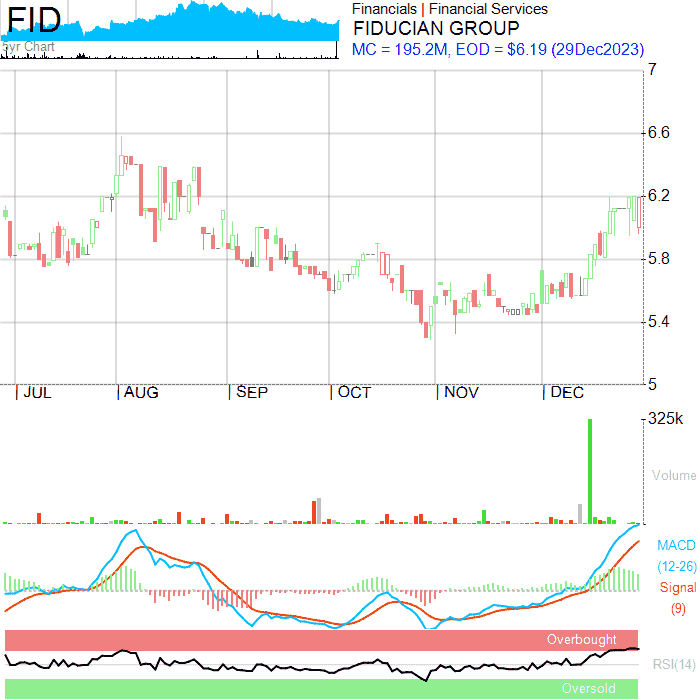 FID
5yr Chart
Financials | Financial Services
FIDUCIAN GROUP
MC = 195.2M, EOD = $6.19 (29Dec2023)
7
6.6
6.2
5.8
5.4
5
JUL AUG SEP OCT NOV DEC
325k
Volume
MACD
(12-26)
Signal
(9)
Overbought
RSI(14)
Oversold